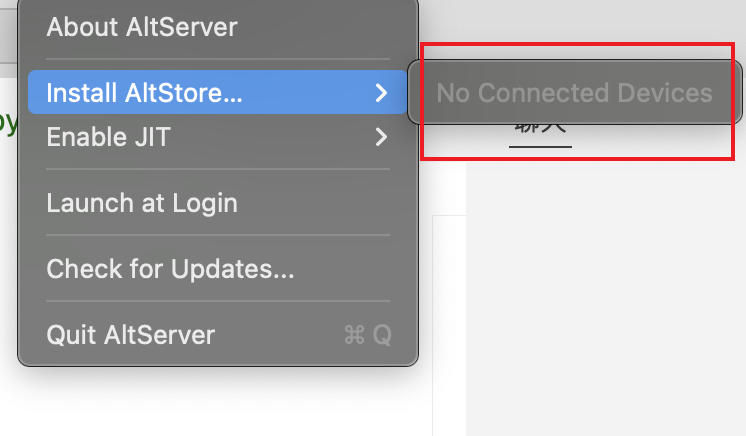 About AltServer
Install AltStore...
No Connected Devices
Enable JIT
Launch at Login
Check for Updates...
Quit AltServer ⌘ Q